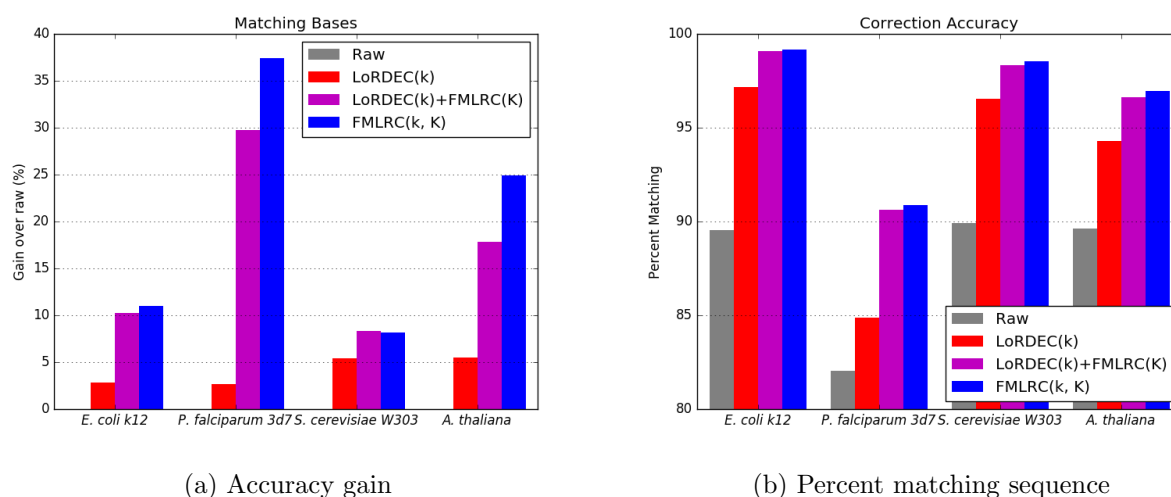 Matching Bases
40
35
30
25
20
15
10
5
0
Gain over raw (%)
Raw
LoRDEC(k)
LoRDEC(k)+FMLRC(K)
FMLRC(k, K)
E. coli k12
P. falciparum 3d7
S. cerevisiae W303
A. thaliana
(a) Accuracy gain
Correction Accuracy
100
95
90
85
80
Percent Matching
Raw
LoRDEC(k)
LoRDEC(k)+FMLRC(K)
FMLRC(k, K)
E. coli k12
P. falciparum 3d7
S. cerevisiae W303
A. thaliana
(b) Percent matching sequence